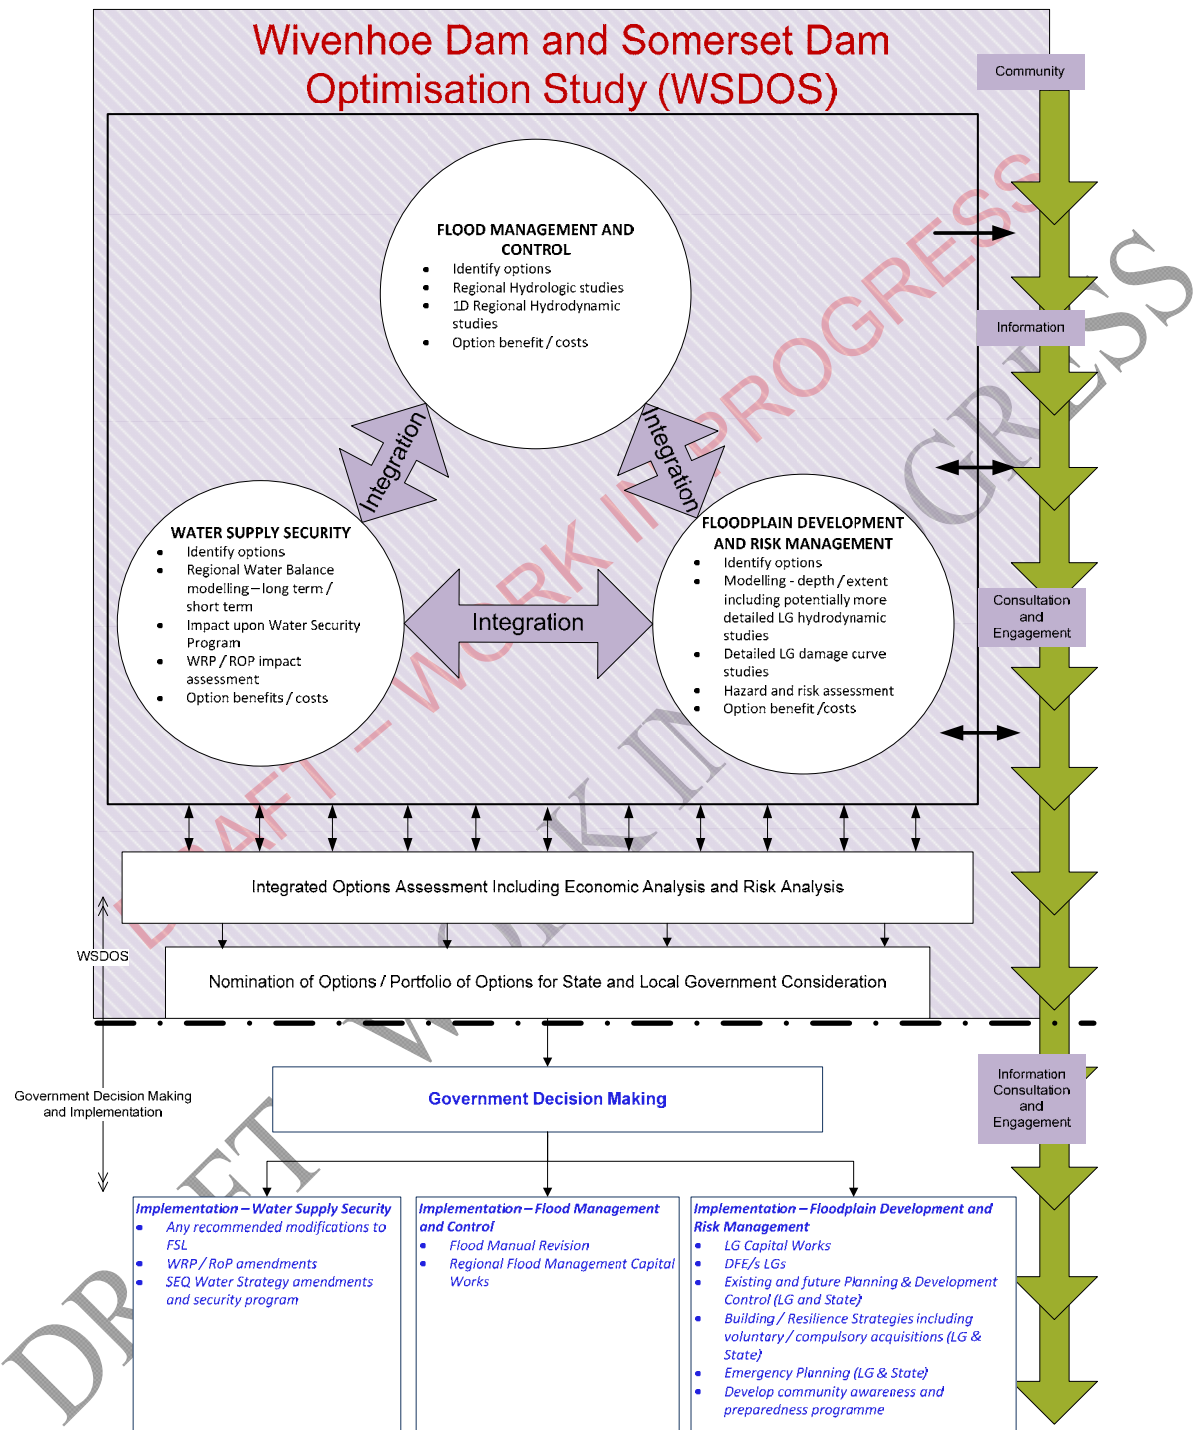 Wivenhoe Dam and Somerset Dam
Optimisation Study (WSDOS)
Community
FLOOD MANAGEMENT AND
CONTROL
• Identify options
• Regional Hydrologic studies
• 1D Regional Hydrodynamic
studies
• Option benefit / costs
Information
Integration
Integration
WATER SUPPLY SECURITY
• Identify options
• Regional Water Balance
modelling – long term /
short term
• Impact upon Water Security
Program
• WRP / ROP impact
assessment
• Option benefits / costs
Integration
FLOODPLAIN DEVELOPMENT
AND RISK MANAGEMENT
• Identify options
• Modelling - depth / extent
including potentially more
detailed LG hydrodynamic
studies
• Detailed LG damage curve
studies
• Hazard and risk assessment
• Option benefit /costs
Consultation
and
Engagement
Integrated Options Assessment Including Economic Analysis and Risk Analysis
WSDOS
Nomination of Options / Portfolio of Options for State and Local Government Consideration
Government Decision Making
and Implementation
Government Decision Making
Information
Consultation
and
Engagement
Implementation – Water Supply Security
• Any recommended modifications to
FSL
• WRP / RoP amendments
• SEQ Water Strategy amendments
and security program
Implementation – Flood Management
and Control
• Flood Manual Revision
• Regional Flood Management Capital
Works
Implementation – Floodplain Development and
Risk Management
• LG Capital Works
• DFE/s LGs
• Existing and future Planning & Development
Control (LG and State)
• Building / Resilience Strategies including
voluntary / compulsory acquisitions (LG &
State)
• Emergency Planning (LG & State)
• Develop community awareness and
preparedness programme
DRAFT – WORK IN PROGRESS
DRAFT WORK IN PROGRESS